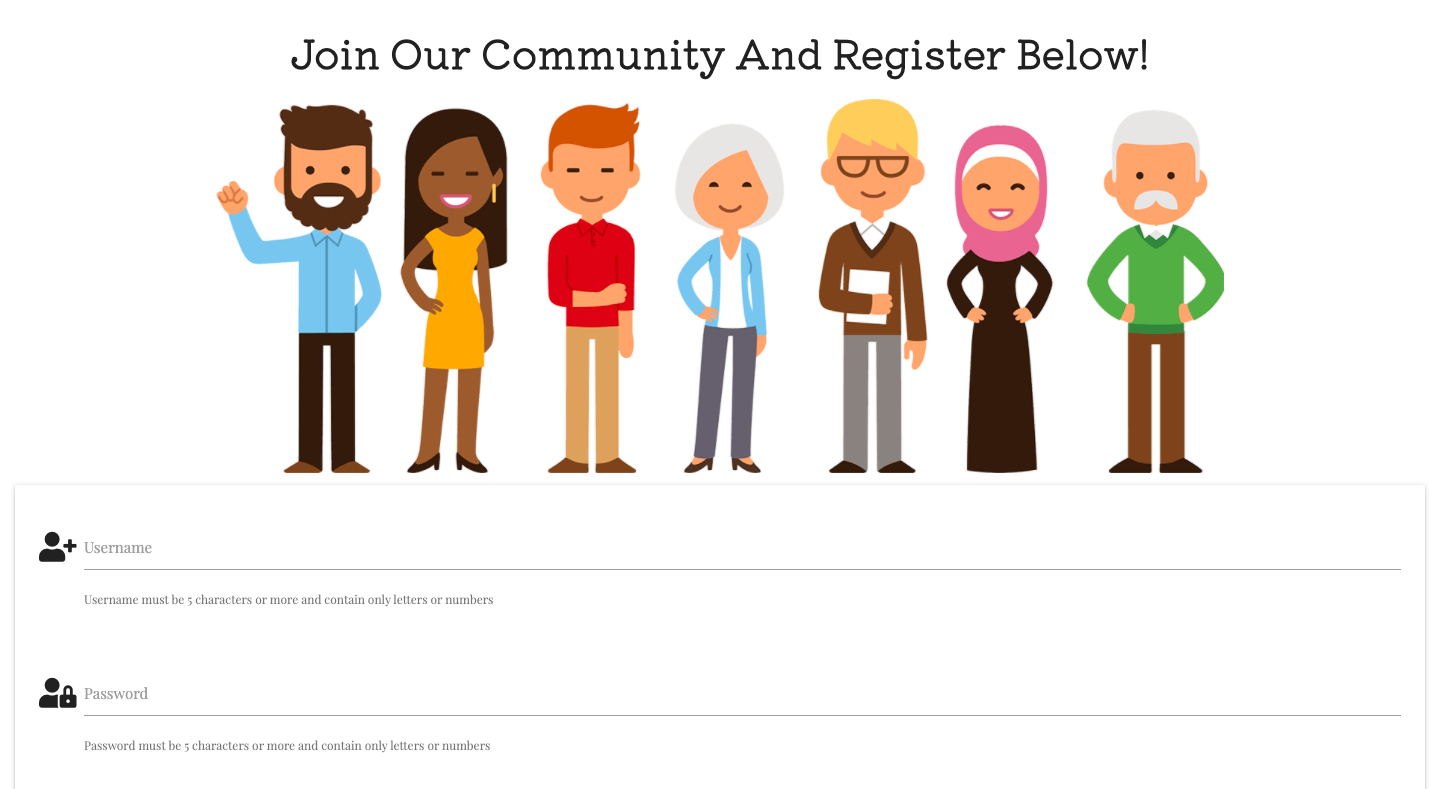 Join Our Community And Register Below!
Username
Username must be 5 characters or more and contain only letters or numbers
Password
Password must be 5 characters or more and contain only letters or numbers